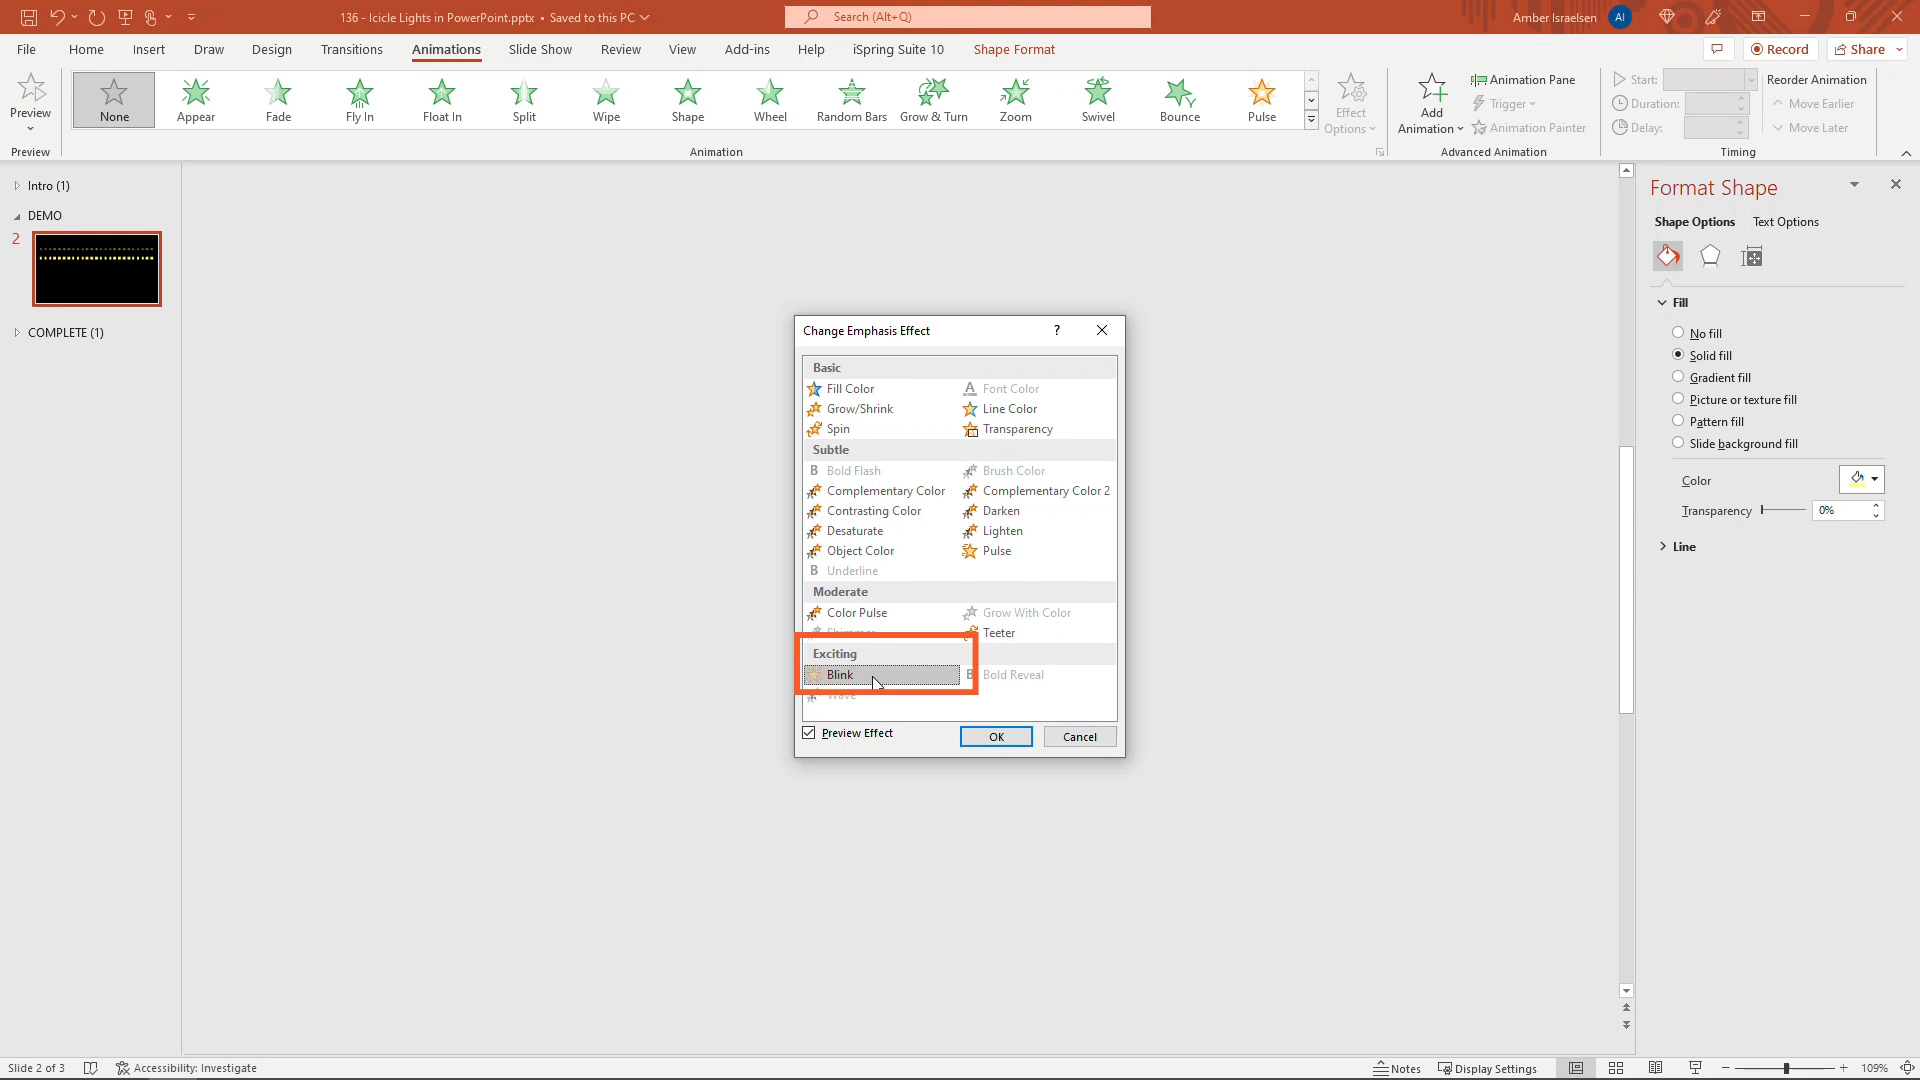 136 - Icicle Lights in PowerPoint.pptx • Saved to this PC
Search (Alt+Q)
Amber Israelsen
AI
File Home Insert Draw Design Transitions Animations Slide Show Review View Add-ins Help iSpring Suite 10 Shape Format
Record
Share
Preview
Preview
None Appear Fade Fly In Float In Split Wipe Shape Wheel Random Bars Grow & Turn Zoom Swivel Bounce Pulse
Animation
Effect
Options
Add
Animation
Animation Pane
Trigger
Animation Painter
Advanced Animation
Start:
Duration:
Delay:
Reorder Animation
Move Earlier
Move Later
Timing
Intro (1)
DEMO
2
COMPLETE (1)
Change Emphasis Effect
?
Basic
Fill Color Font Color
Grow/Shrink Line Color
Spin Transparency
Subtle
Bold Flash Brush Color
Complementary Color Complementary Color 2
Contrasting Color Darken
Desaturate Lighten
Object Color Pulse
Underline
Moderate
Color Pulse Grow With Color
Shimmer Teeter
Exciting
Blink Bold Reveal
Wave
Preview Effect
OK
Cancel
Format Shape
Shape Options Text Options
Fill
No fill
Solid fill
Gradient fill
Picture or texture fill
Pattern fill
Slide background fill
Color
Transparency 0%
Line
Slide 2 of 3
Accessibility: Investigate
Notes
Display Settings
109%